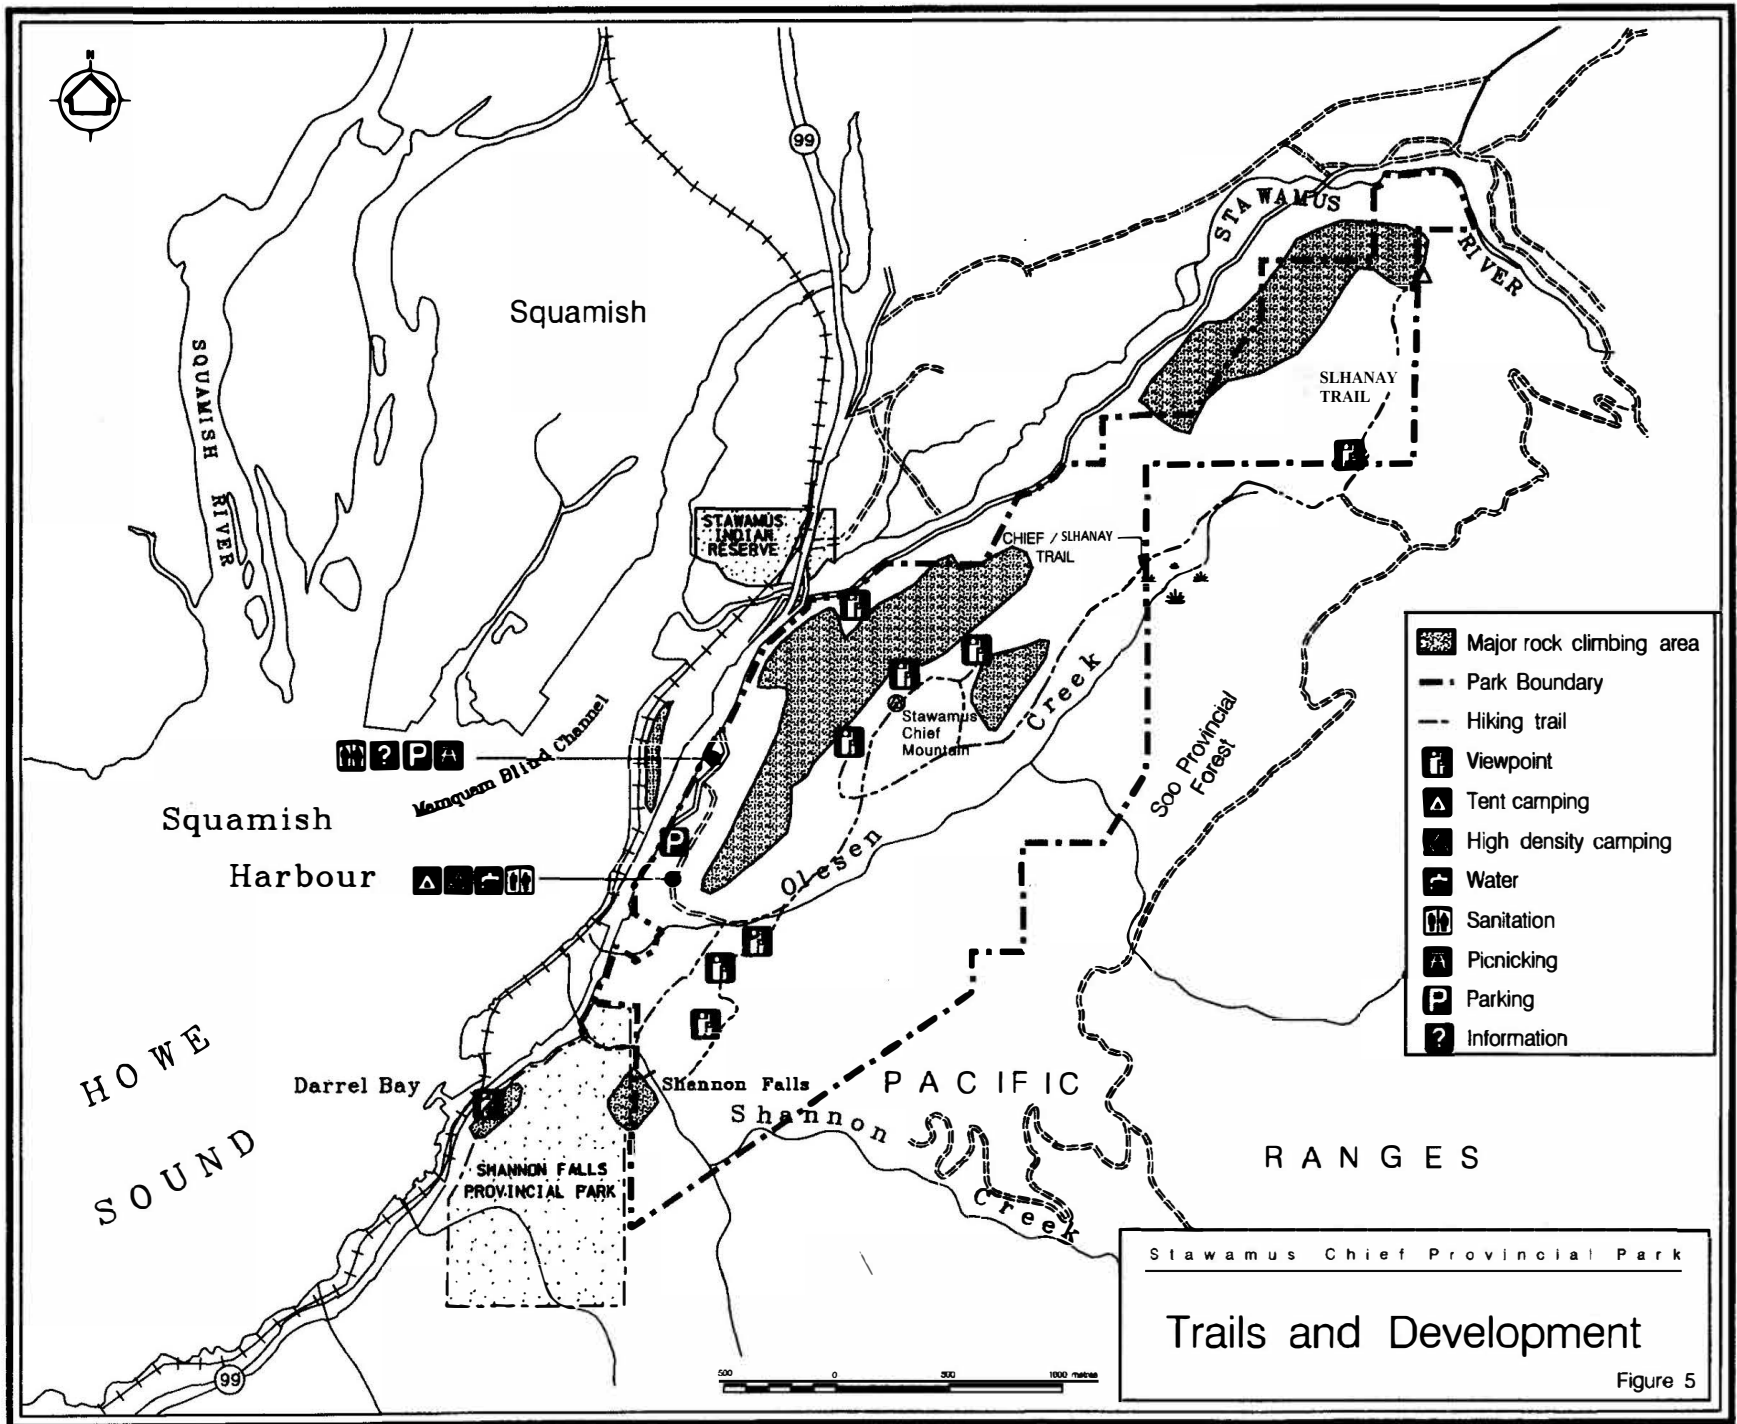 N
99
STAWAMUS
RIVER
Squamish
SQUAMISH RIVER
SLHANAY
TRAIL
STAWAMUS
INDIAN
RESERVE
CHIEF / SLHANAY
TRAIL
Major rock climbing area
Park Boundary
Hiking trail
Viewpoint
Tent camping
High density camping
Water
Sanitation
Picnicking
P
Parking
?
Information
Stawamus
Chief
Mountain
Olesen Creek
Soo Provincial
Forest
? P
Mamquam Blind Channel
Squamish
Harbour
P
HOWE
SOUND
Darrel Bay
Shannon Falls
Shannon
Creek
PACIFIC
RANGES
SHANNON FALLS
PROVINCIAL PARK
99
500 0 500 1000 metres
Stawamus Chief Provincial Park
Trails and Development
Figure 5